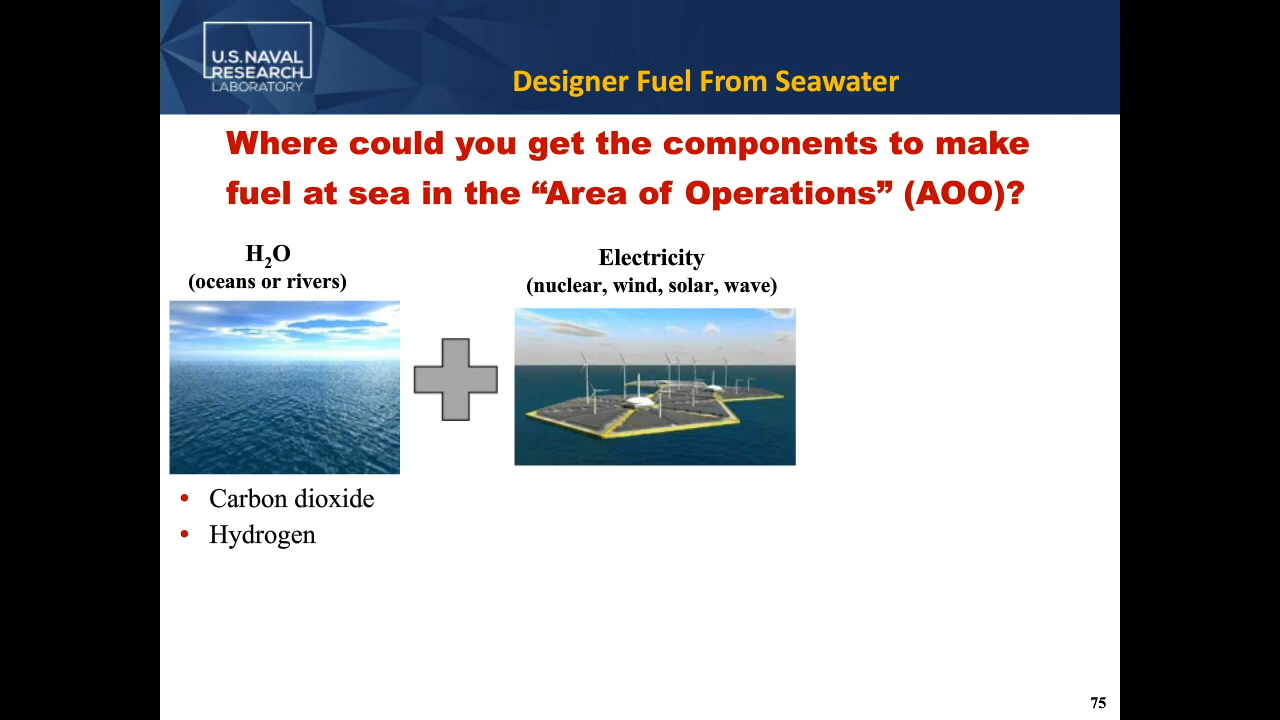 U.S. NAVAL
RESEARCH
LABORATORY
Designer Fuel From Seawater
Where could you get the components to make
fuel at sea in the “Area of Operations” (AOO)?
H₂O
(oceans or rivers)
Electricity
(nuclear, wind, solar, wave)
• Carbon dioxide
• Hydrogen
75